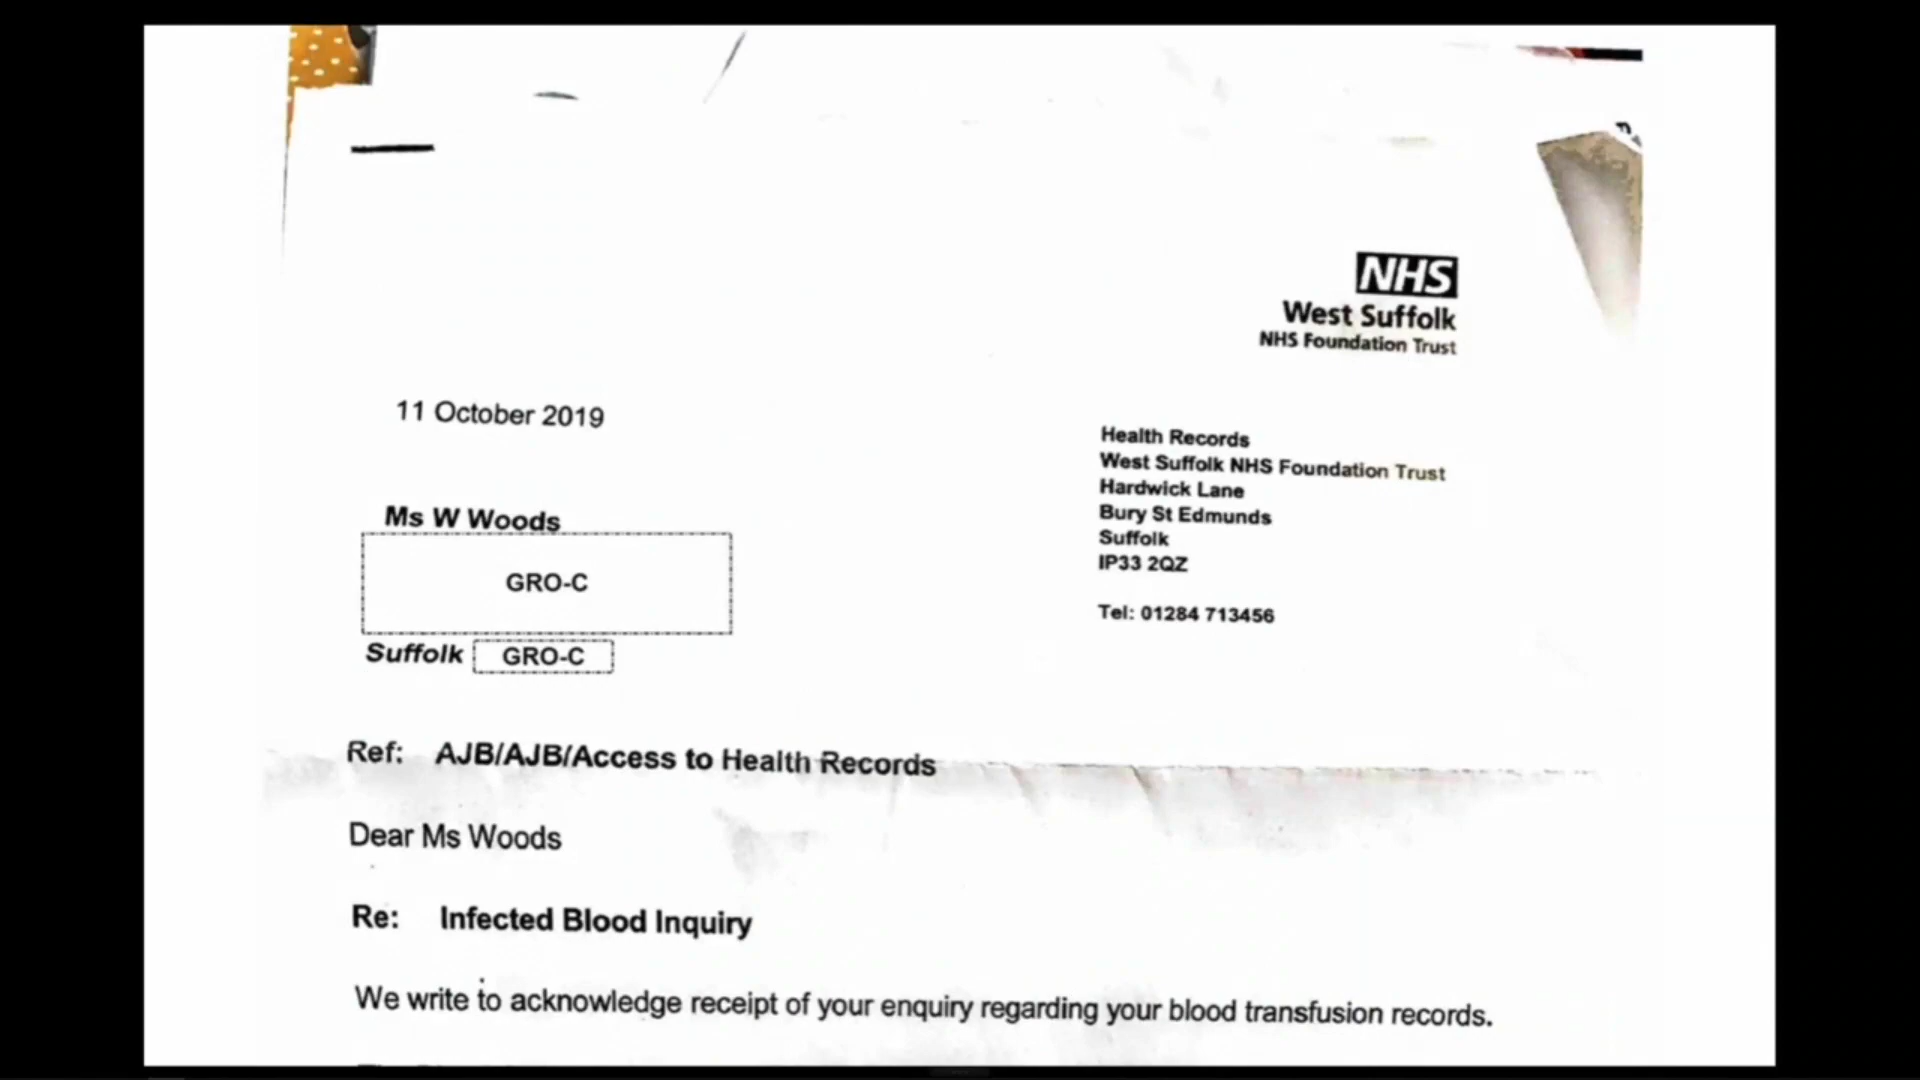 NHS
West Suffolk
NHS Foundation Trust
11 October 2019
Health Records
West Suffolk NHS Foundation Trust
Hardwick Lane
Bury St Edmunds
Suffolk
IP33 2QZ
Tel: 01284 713456
Ms W Woods
GRO-C
Suffolk GRO-C
Ref: AJB/AJB/Access to Health Records
Dear Ms Woods
Re: Infected Blood Inquiry
We write to acknowledge receipt of your enquiry regarding your blood transfusion records.